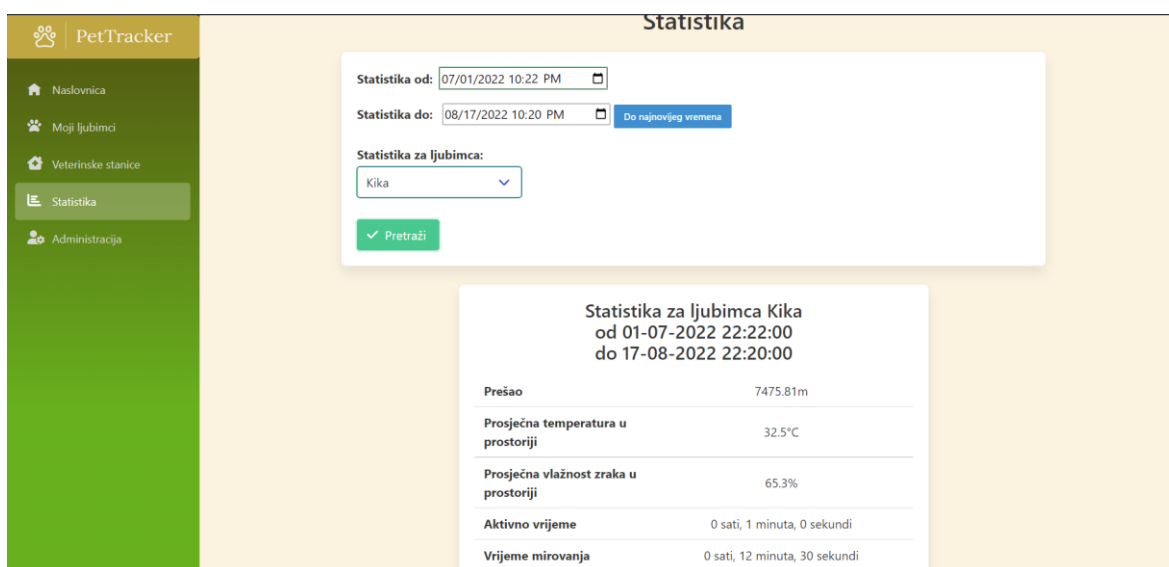 PetTracker
Naslovnica
Moji ljubimci
Veterinske stanice
Statistika
Administracija
Statistika
Statistika od: 07/01/2022 10:22 PM
Statistika do: 08/17/2022 10:20 PM Do najnovijeg vremena
Statistika za ljubimca:
Kika
Pretraži
Statistika za ljubimca Kika
od 01-07-2022 22:22:00
do 17-08-2022 22:20:00
Prešao 7475.81m
Prosječna temperatura u
prostoriji 32.5°C
Prosječna vlažnost zraka u
prostoriji 65.3%
Aktivno vrijeme 0 sati, 1 minuta, 0 sekundi
Vrijeme mirovanja 0 sati, 12 minuta, 30 sekundi